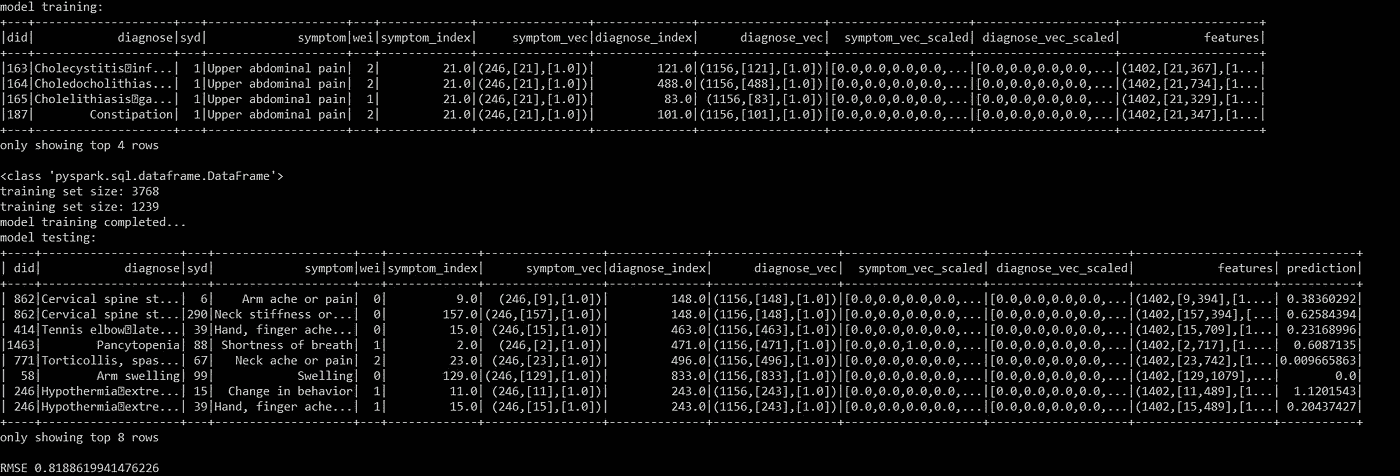 model training:
+---+--------------------+---+--------------------+---+-------------+----------------+--------------+------------------+--------------------+--------------------+--------------------+
|did|            diagnose|syd|             symptom|wei|symptom_index|     symptom_vec|diagnose_index|      diagnose_vec|  symptom_vec_scaled| diagnose_vec_scaled|            features|
+---+--------------------+---+--------------------+---+-------------+----------------+--------------+------------------+--------------------+--------------------+--------------------+
|163|Cholecystitis�inf...|  1|Upper abdominal pain|  2|         21.0|(246,[21],[1.0])|         121.0|(1156,[121],[1.0])|[0.0,0.0,0.0,0.0,...|[0.0,0.0,0.0,0.0,...|(1402,[21,367],[1...|
|164|Choledocholithias...|  1|Upper abdominal pain|  2|         21.0|(246,[21],[1.0])|         488.0|(1156,[488],[1.0])|[0.0,0.0,0.0,0.0,...|[0.0,0.0,0.0,0.0,...|(1402,[21,734],[1...|
|165|Cholelithiasis�ga...|  1|Upper abdominal pain|  1|         21.0|(246,[21],[1.0])|          83.0| (1156,[83],[1.0])|[0.0,0.0,0.0,0.0,...|[0.0,0.0,0.0,0.0,...|(1402,[21,329],[1...|
|187|        Constipation|  1|Upper abdominal pain|  2|         21.0|(246,[21],[1.0])|         101.0|(1156,[101],[1.0])|[0.0,0.0,0.0,0.0,...|[0.0,0.0,0.0,0.0,...|(1402,[21,347],[1...|
+---+--------------------+---+--------------------+---+-------------+----------------+--------------+------------------+--------------------+--------------------+--------------------+
only showing top 4 rows
<class 'pyspark.sql.dataframe.DataFrame'>
training set size: 3768
training set size: 1239
model training completed...
model testing:
+----+--------------------+---+--------------------+---+-------------+-----------------+--------------+------------------+--------------------+--------------------+--------------------+-----------+
| did|            diagnose|syd|             symptom|wei|symptom_index|      symptom_vec|diagnose_index|      diagnose_vec|  symptom_vec_scaled| diagnose_vec_scaled|            features| prediction|
+----+--------------------+---+--------------------+---+-------------+-----------------+--------------+------------------+--------------------+--------------------+--------------------+-----------+
| 862|Cervical spine st...|  6|    Arm ache or pain|  0|          9.0|  (246,[9],[1.0])|         148.0|(1156,[148],[1.0])|[0.0,0.0,0.0,0.0,...|[0.0,0.0,0.0,0.0,...|(1402,[9,394],[1....| 0.38360292|
| 862|Cervical spine st...|290|Neck stiffness or...|  0|        157.0|(246,[157],[1.0])|         148.0|(1156,[148],[1.0])|[0.0,0.0,0.0,0.0,...|[0.0,0.0,0.0,0.0,...|(1402,[157,394],[...| 0.62584394|
| 414|Tennis elbow�late...| 39|Hand, finger ache...|  0|         15.0| (246,[15],[1.0])|         463.0|(1156,[463],[1.0])|[0.0,0.0,0.0,0.0,...|[0.0,0.0,0.0,0.0,...|(1402,[15,709],[1...| 0.23168996|
|1463|        Pancytopenia| 88| Shortness of breath|  1|          2.0|  (246,[2],[1.0])|         471.0|(1156,[471],[1.0])|[0.0,0.0,1.0,0.0,...|[0.0,0.0,0.0,0.0,...|(1402,[2,717],[1....|  0.6087135|
| 771|Torticollis, spas...| 67|   Neck ache or pain|  2|         23.0| (246,[23],[1.0])|         496.0|(1156,[496],[1.0])|[0.0,0.0,0.0,0.0,...|[0.0,0.0,0.0,0.0,...|(1402,[23,742],[1...|0.009665863|
|  58|        Arm swelling| 99|            Swelling|  0|        129.0|(246,[129],[1.0])|         833.0|(1156,[833],[1.0])|[0.0,0.0,0.0,0.0,...|[0.0,0.0,0.0,0.0,...|(1402,[129,1079],...|        0.0|
| 246|Hypothermia�extre...| 15|  Change in behavior|  1|         11.0| (246,[11],[1.0])|         243.0|(1156,[243],[1.0])|[0.0,0.0,0.0,0.0,...|[0.0,0.0,0.0,0.0,...|(1402,[11,489],[1...|  1.1201543|
| 246|Hypothermia�extre...| 39|Hand, finger ache...|  1|         15.0| (246,[15],[1.0])|         243.0|(1156,[243],[1.0])|[0.0,0.0,0.0,0.0,...|[0.0,0.0,0.0,0.0,...|(1402,[15,489],[1...| 0.20437427|
+----+--------------------+---+--------------------+---+-------------+-----------------+--------------+------------------+--------------------+--------------------+--------------------+-----------+
only showing top 8 rows
RMSE 0.8188619941476226